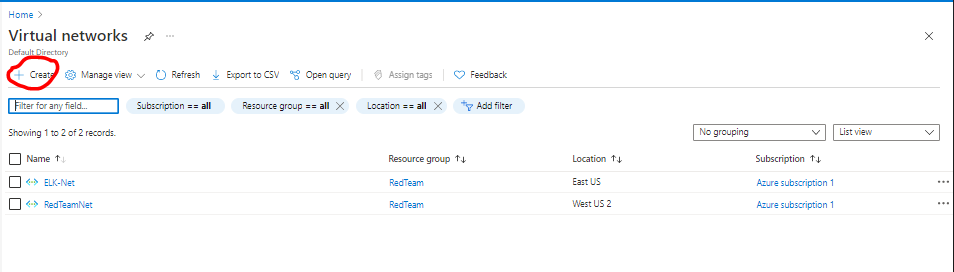 Home >
Virtual networks ...
Default Directory
+ Create Manage view Refresh Export to CSV Open query Assign tags Feedback
Filter for any field... Subscription == all Resource group == all Location == all Add filter
Showing 1 to 2 of 2 records. No grouping List view
Name ↑↓ Resource group ↑↓ Location ↑↓ Subscription ↑↓
ELK-Net RedTeam East US Azure subscription 1 ...
RedTeamNet RedTeam West US 2 Azure subscription 1 ...